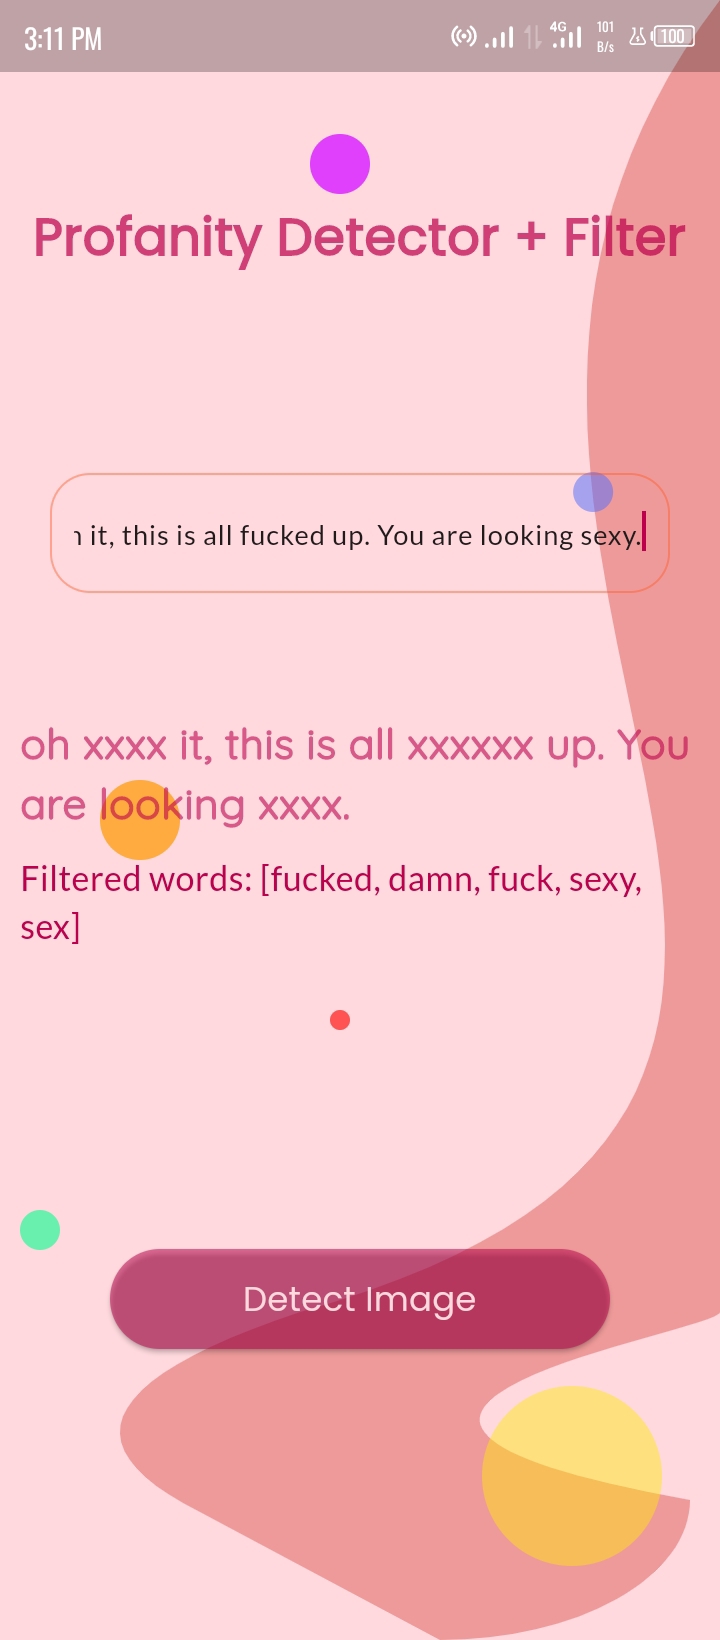 3:11 PM
4G
101
B/s
100
Profanity Detector + Filter
it, this is all fucked up. You are looking sexy.
oh xxxx it, this is all xxxxxx up. You
are looking xxxx.
Filtered words: [fucked, damn, fuck, sexy,
sex]
Detect Image